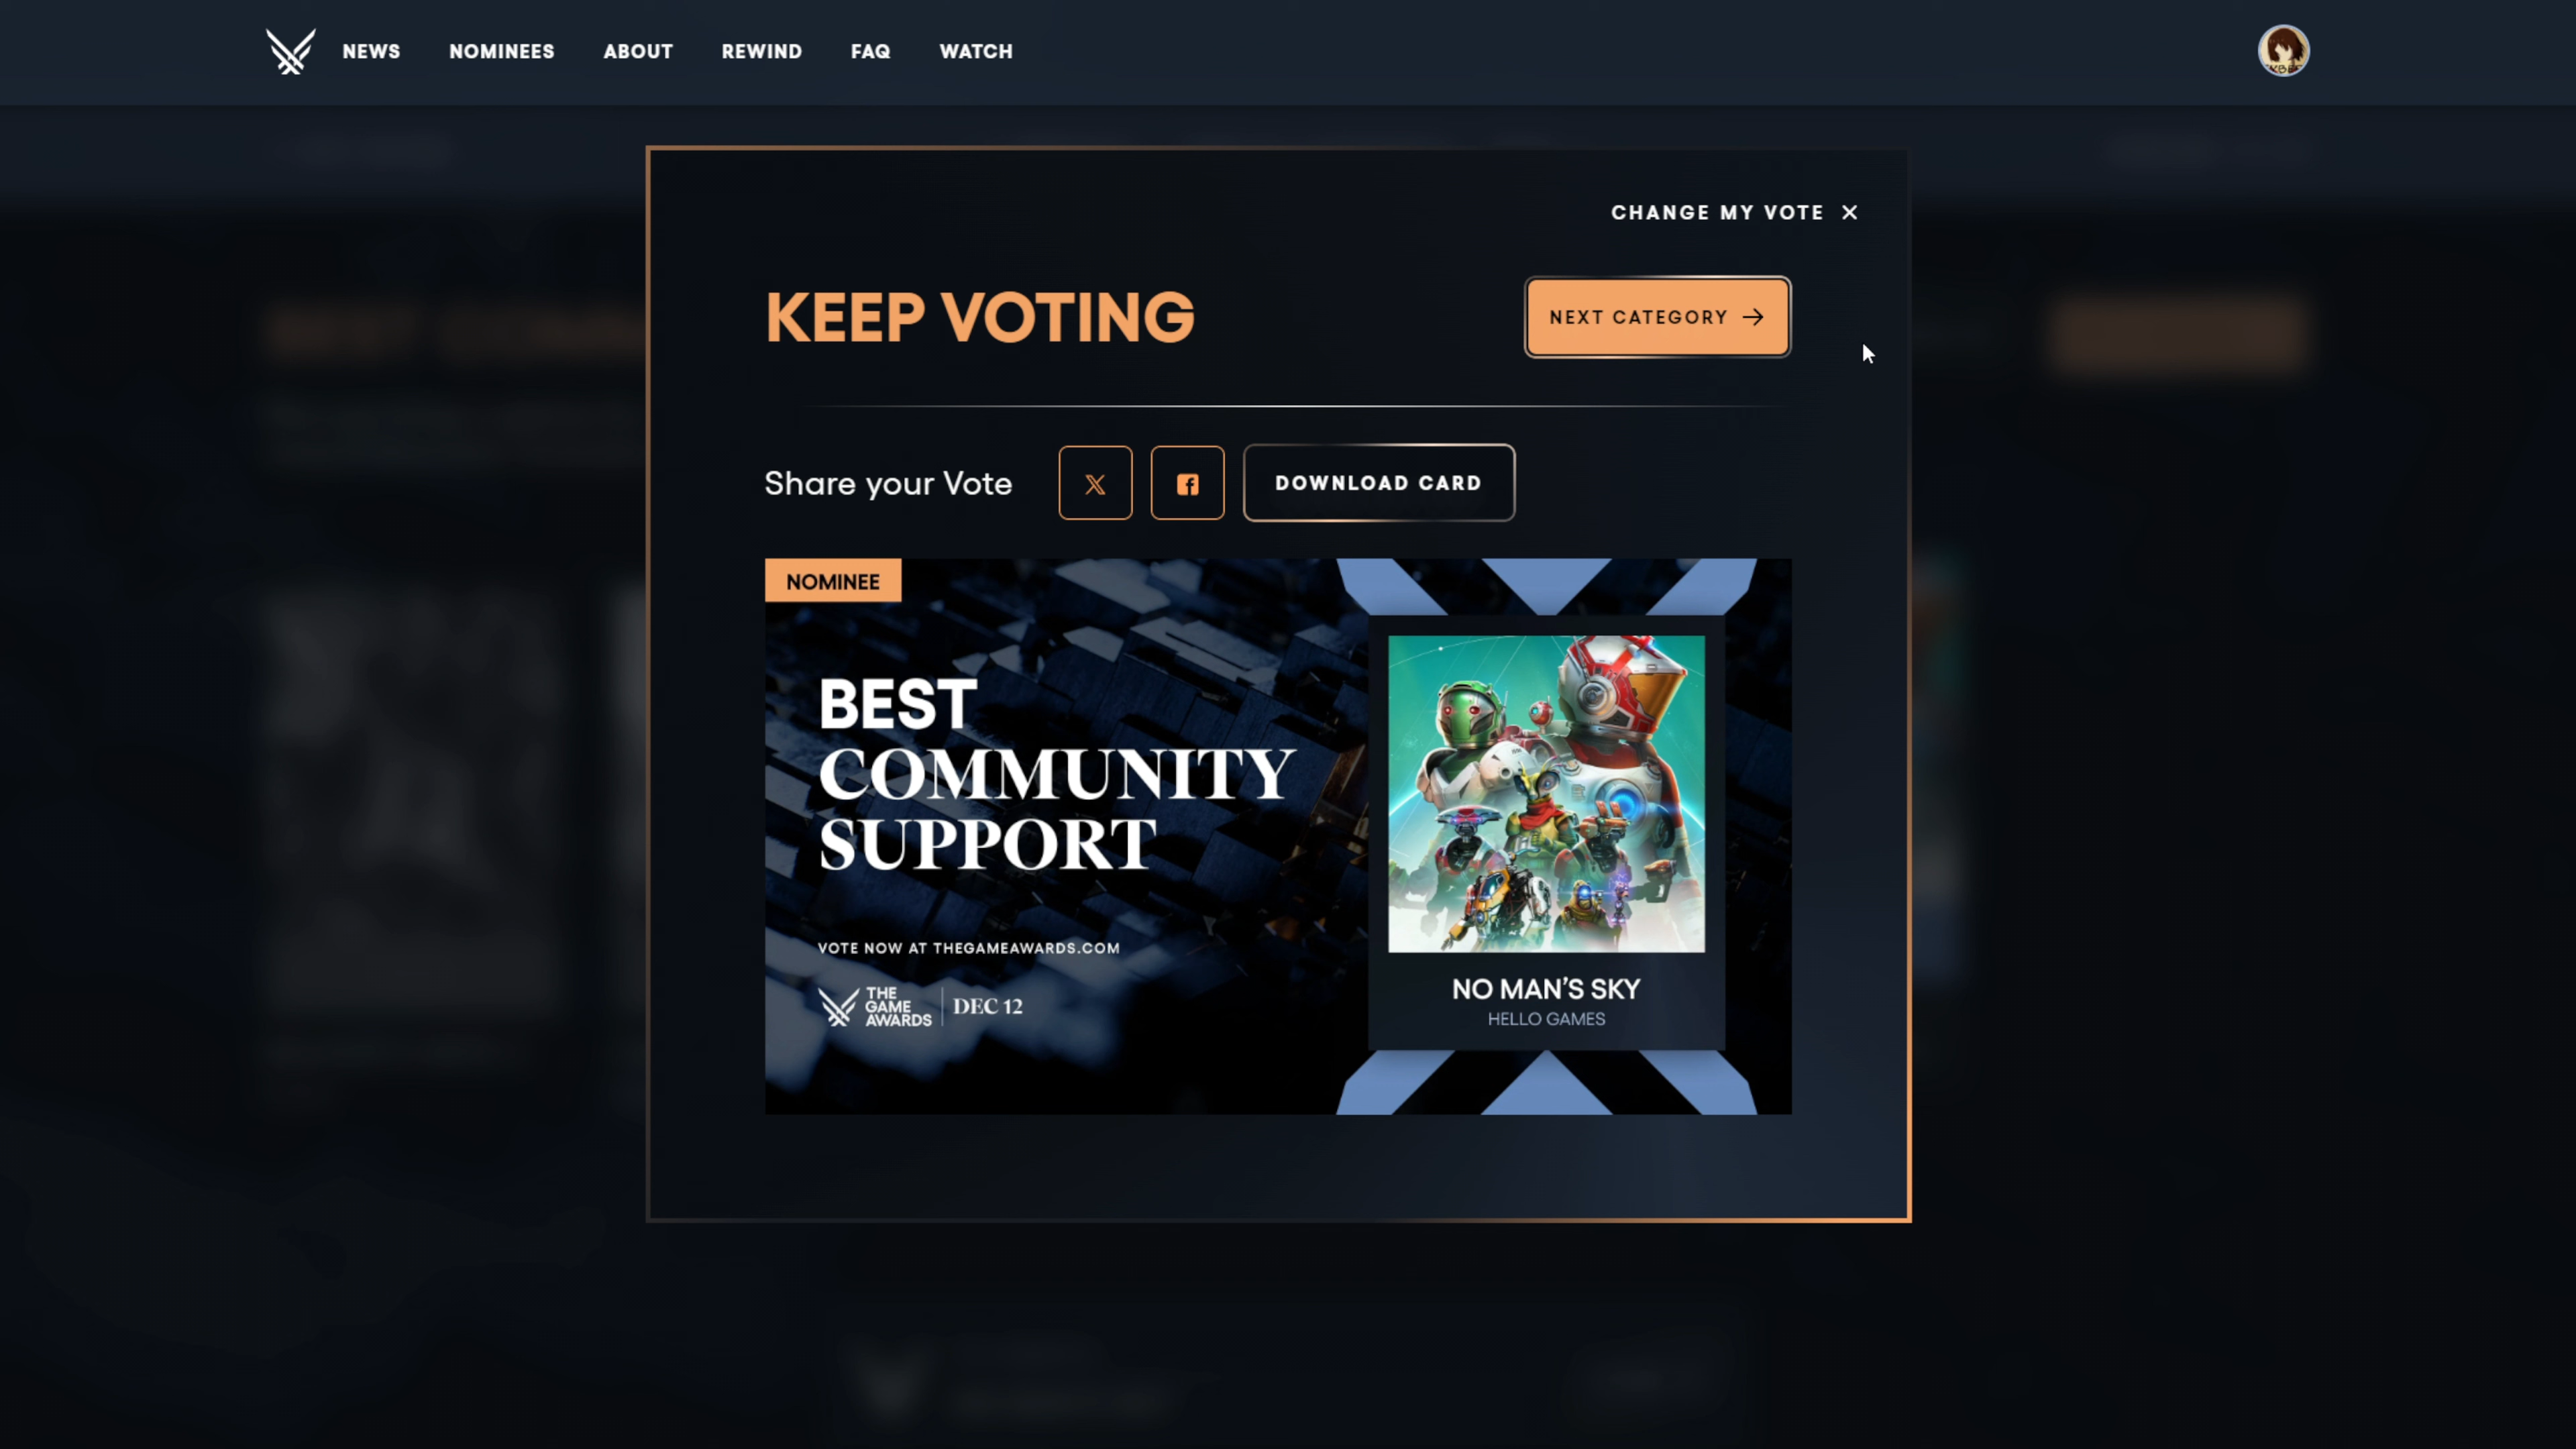 NEWS NOMINEES ABOUT REWIND FAQ WATCH
CHANGE MY VOTE
KEEP VOTING
NEXT CATEGORY
Share your Vote
DOWNLOAD CARD
NOMINEE
BEST
COMMUNITY
SUPPORT
VOTE NOW AT THEGAMEAWARDS.COM
THE
GAME
AWARDS
DEC 12
NO MAN’S SKY
HELLO GAMES